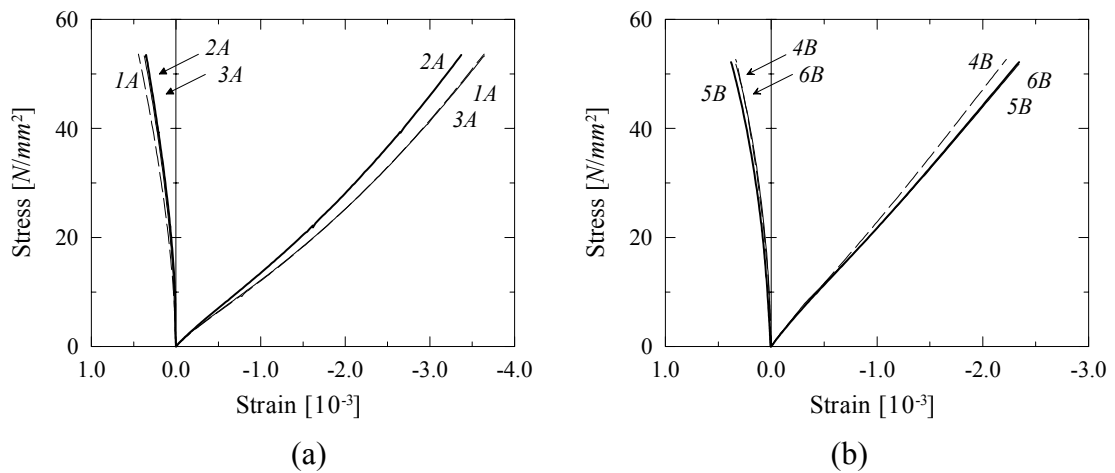 60
40
20
0
Stress [N/mm²]
1A
2A
3A
2A
1A
3A
1.0 0.0 -1.0 -2.0 -3.0 -4.0
Strain [10⁻³]
(a)
60
40
20
0
Stress [N/mm²]
5B
4B
6B
4B
6B
5B
1.0 0.0 -1.0 -2.0 -3.0
Strain [10⁻³]
(b)